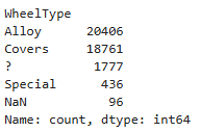 WheelType
Alloy 20406
Covers 18761
? 1777
Special 436
NaN 96
Name: count, dtype: int64